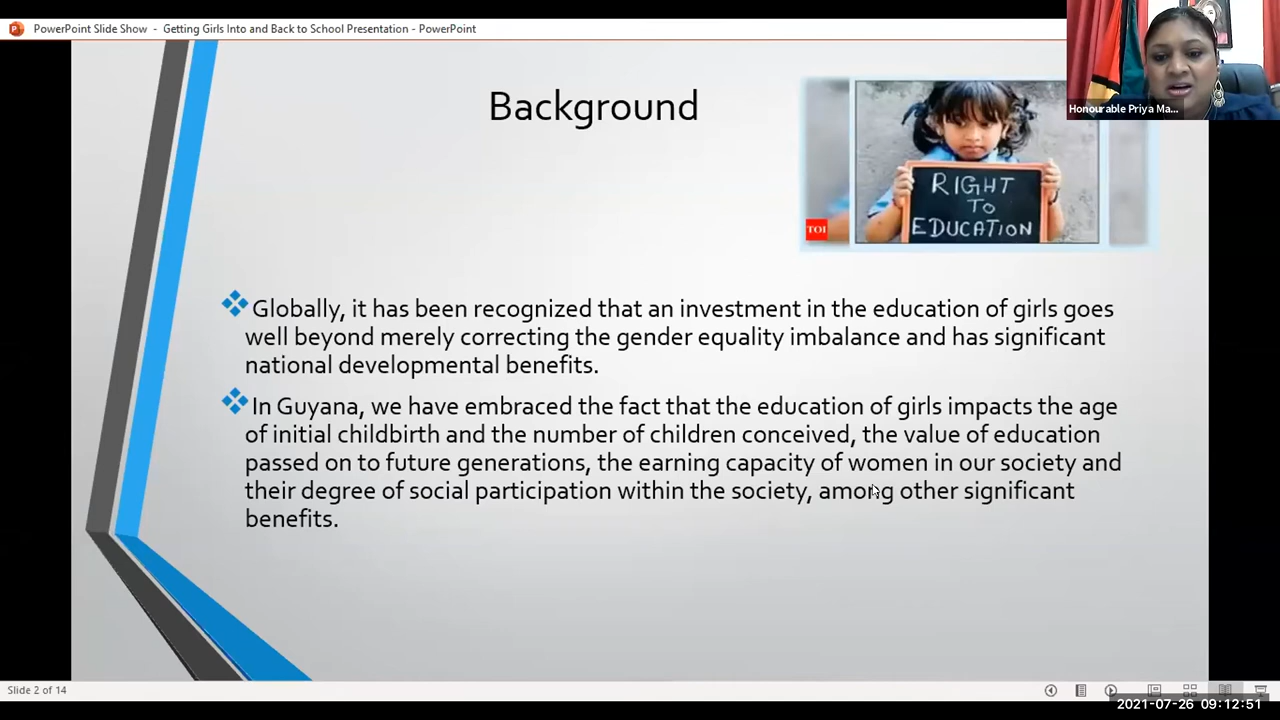 PowerPoint Slide Show - Getting Girls Into and Back to School Presentation - PowerPoint
Honourable Priya Ma...
Background
RIGHT
TO
EDUCATION
TOI
Globally, it has been recognized that an investment in the education of girls goes
well beyond merely correcting the gender equality imbalance and has significant
national developmental benefits.
In Guyana, we have embraced the fact that the education of girls impacts the age
of initial childbirth and the number of children conceived, the value of education
passed on to future generations, the earning capacity of women in our society and
their degree of social participation within the society, among other significant
benefits.
Slide 2 of 14
2021-07-26 09:12:51